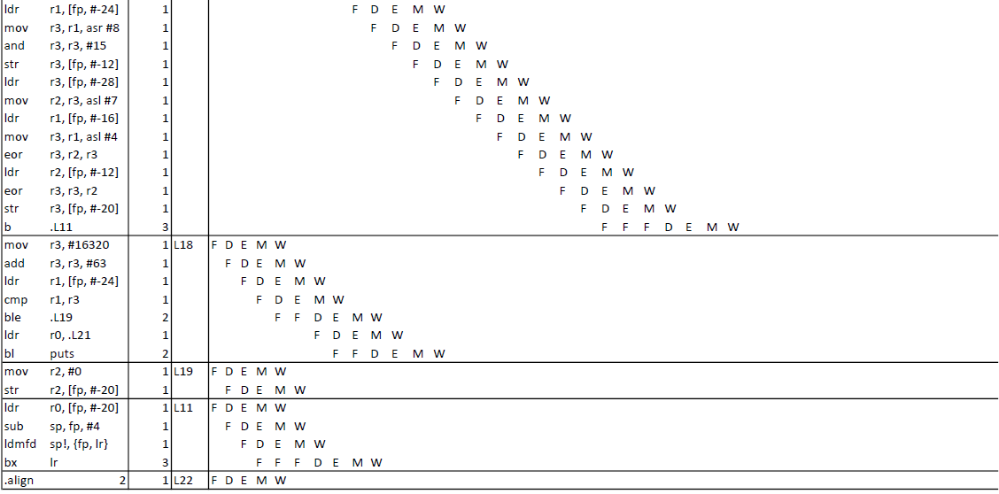 ldr r1, [fp, #-24] 1 F D E M W
mov r3, r1, asr #8 1 F D E M W
and r3, r3, #15 1 F D E M W
str r3, [fp, #-12] 1 F D E M W
ldr r3, [fp, #-28] 1 F D E M W
mov r2, r3, asl #7 1 F D E M W
ldr r1, [fp, #-16] 1 F D E M W
mov r3, r1, asl #4 1 F D E M W
eor r3, r2, r3 1 F D E M W
ldr r2, [fp, #-12] 1 F D E M W
eor r3, r3, r2 1 F D E M W
str r3, [fp, #-20] 1 F D E M W
b .L11 3 F F F D E M W
mov r3, #16320 1 L18 F D E M W
add r3, r3, #63 1 F D E M W
ldr r1, [fp, #-24] 1 F D E M W
cmp r1, r3 1 F D E M W
ble .L19 2 F F D E M W
ldr r0, .L21 1 F D E M W
bl puts 2 F F D E M W
mov r2, #0 1 L19 F D E M W
str r2, [fp, #-20] 1 F D E M W
ldr r0, [fp, #-20] 1 L11 F D E M W
sub sp, fp, #4 1 F D E M W
ldmfd sp!, {fp, lr} 1 F D E M W
bx lr 3 F F F D E M W
.align 2 1 L22 F D E M W